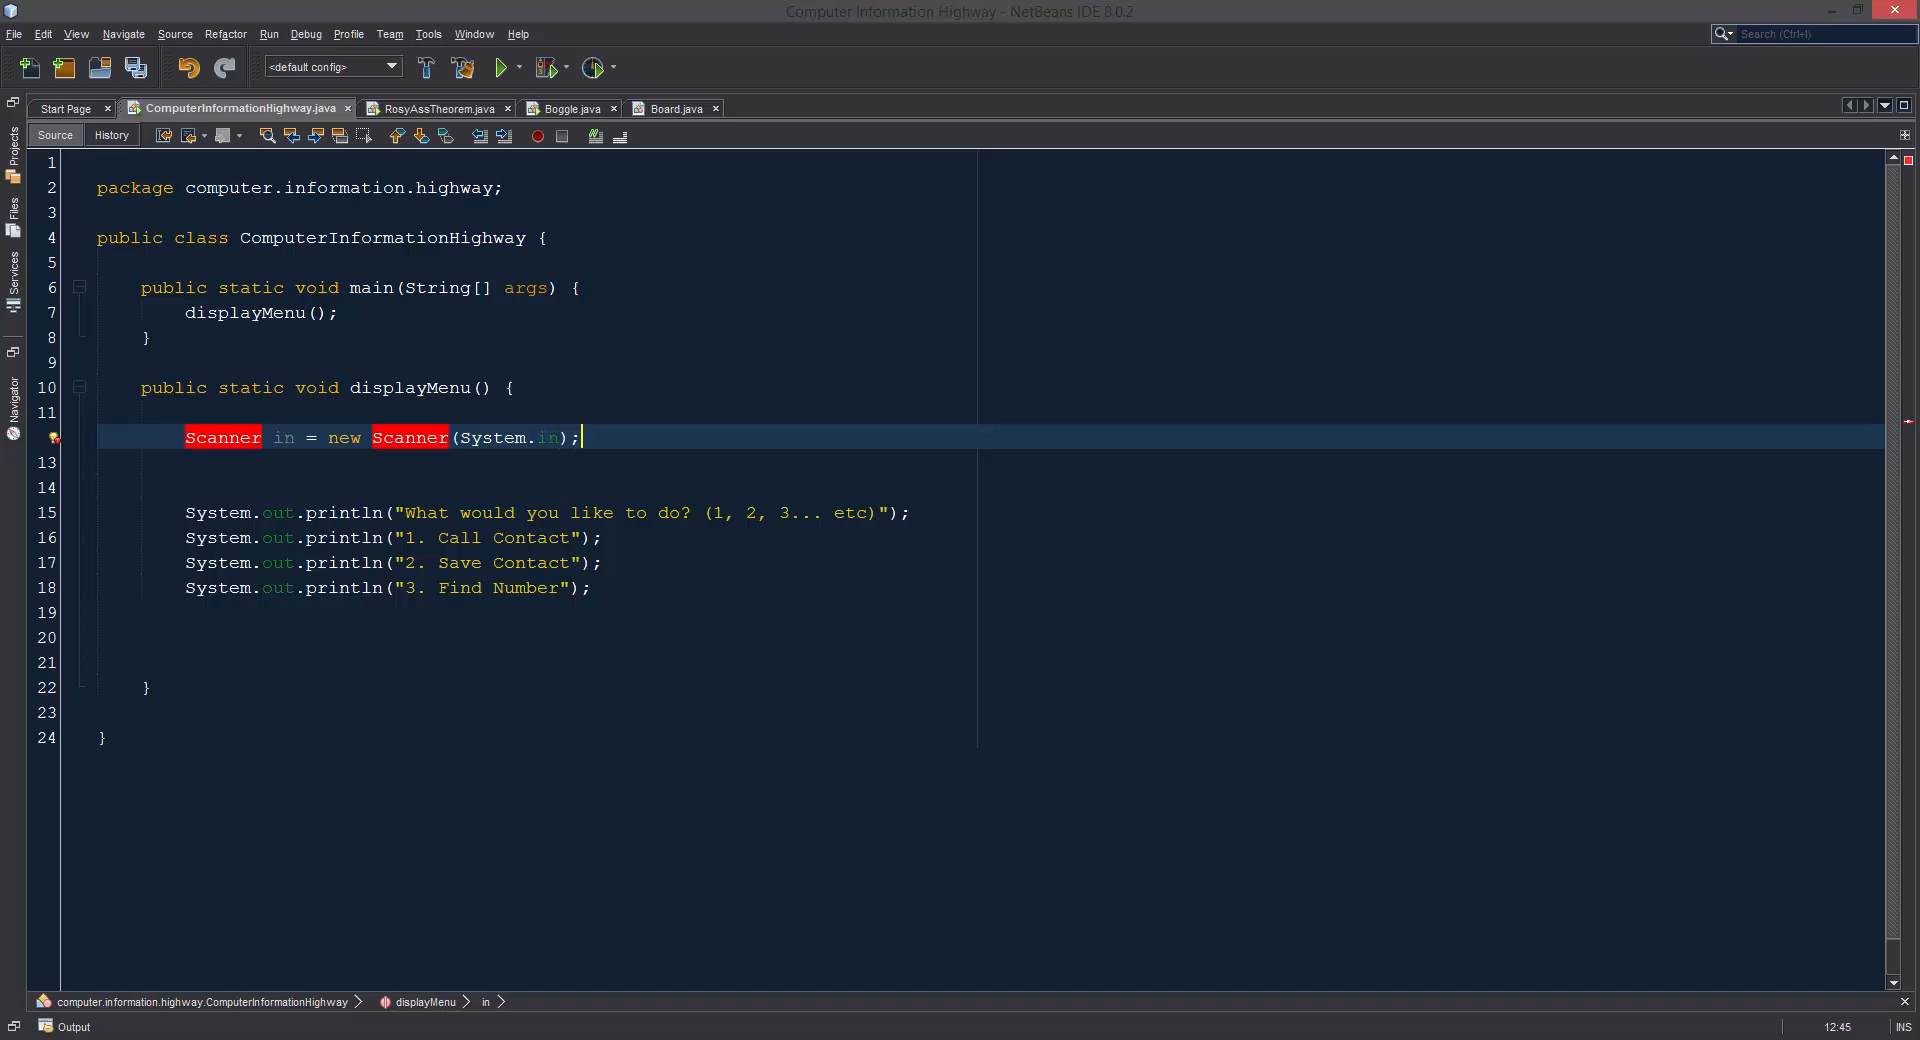 Computer Information Highway - NetBeans IDE 8.0.2
File Edit View Navigate Source Refactor Run Debug Profile Team Tools Window Help
Search (Ctrl+I)
<default config>
Start Page ComputerInformationHighway.java RosyAssTheorem.java Boggle.java Board.java
Source History
Projects
Files
Services
Navigator
1
2 package computer.information.highway;
3
4 public class ComputerInformationHighway {
5
6 public static void main(String[] args) {
7 displayMenu();
8 }
9
10 public static void displayMenu() {
11
Scanner in = new Scanner(System.in);
13
14
15 System.out.println("What would you like to do? (1, 2, 3... etc)");
16 System.out.println("1. Call Contact");
17 System.out.println("2. Save Contact");
18 System.out.println("3. Find Number");
19
20
21
22 }
23
24 }
computer.information.highway.ComputerInformationHighway displayMenu in
Output
12:45 INS